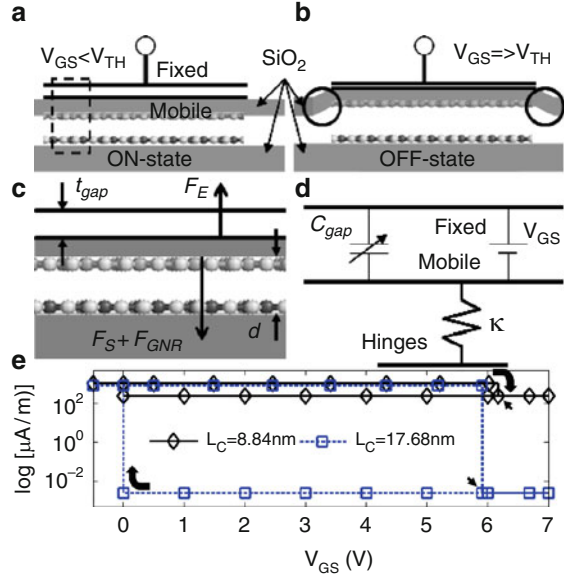 a
V_GS<V_TH
Fixed
Mobile
ON-state
SiO₂
b
V_GS=>V_TH
OFF-state
c
t_gap
F_E
F_S + F_GNR
d
d
C_gap
Fixed
Mobile
V_GS
κ
Hinges
e
log [μA/m]
10²
10⁰
10⁻²
L_C=8.84nm
L_C=17.68nm
0 1 2 3 4 5 6 7
V_GS (V)